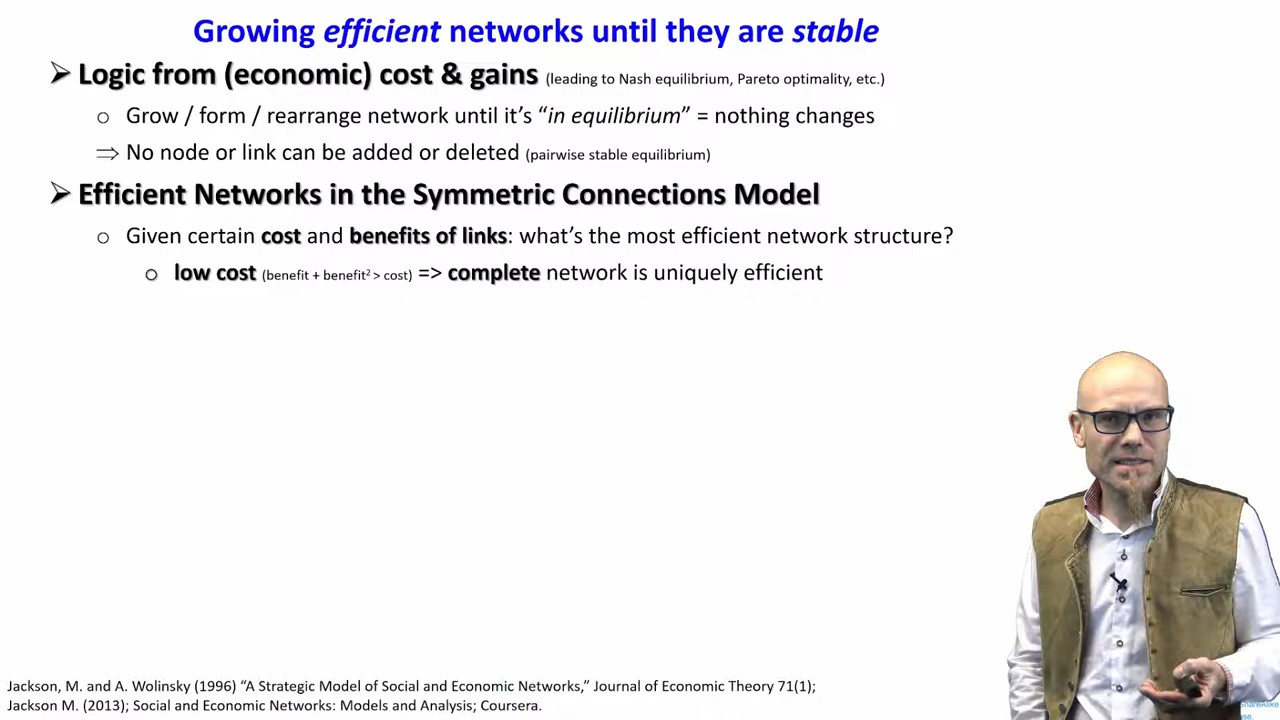 Growing efficient networks until they are stable
➢ Logic from (economic) cost & gains (leading to Nash equilibrium, Pareto optimality, etc.)
○ Grow / form / rearrange network until it's “in equilibrium” = nothing changes
⇒ No node or link can be added or deleted (pairwise stable equilibrium)
➢ Efficient Networks in the Symmetric Connections Model
○ Given certain cost and benefits of links: what's the most efficient network structure?
○ low cost (benefit + benefit² > cost) => complete network is uniquely efficient
Jackson, M. and A. Wolinsky (1996) “A Strategic Model of Social and Economic Networks,” Journal of Economic Theory 71(1);
Jackson M. (2013); Social and Economic Networks: Models and Analysis; Coursera.
ShareAlike
se.